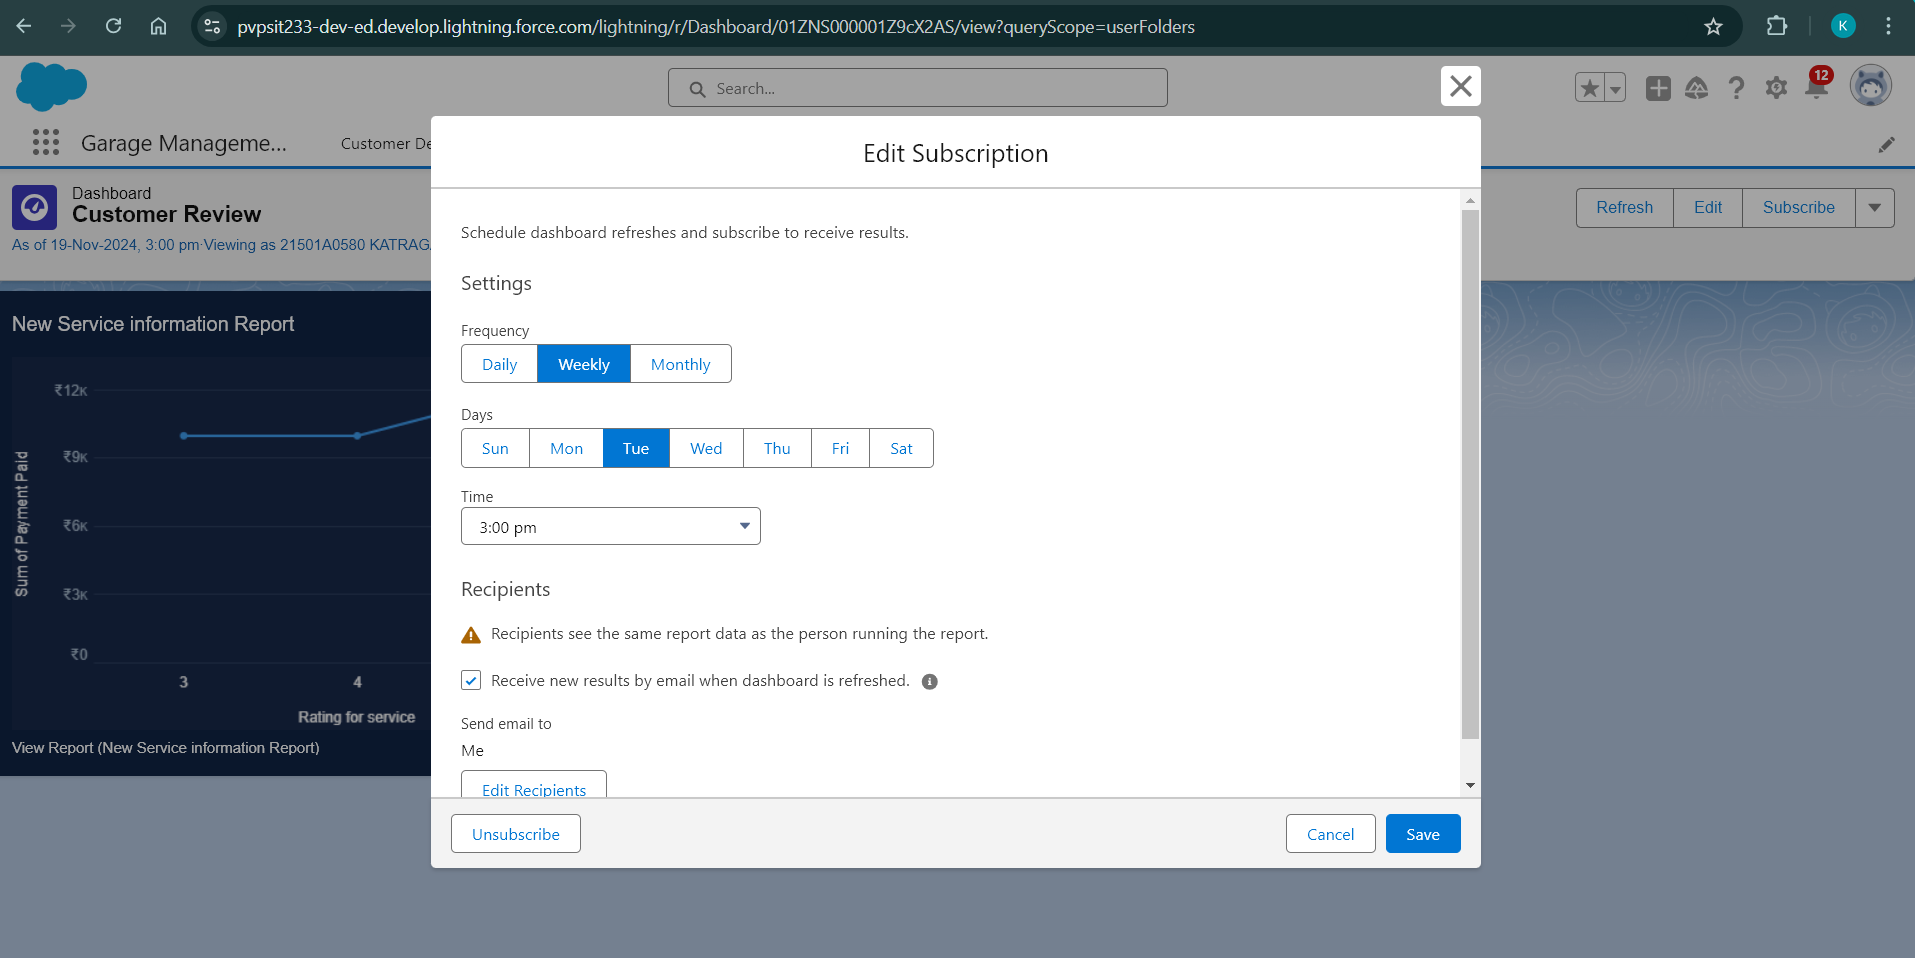 pvpsit233-dev-ed.develop.lightning.force.com/lightning/r/Dashboard/01ZNS000001Z9cX2AS/view?queryScope=userFolders
K
Search...
12
Garage Manageme...
Customer De
Dashboard
Customer Review
As of 19-Nov-2024, 3:00 pm·Viewing as 21501A0580 KATRAG
Refresh
Edit
Subscribe
New Service information Report
Sum of Payment Paid
₹12K
₹9K
₹6K
₹3K
₹0
3
4
Rating for service
View Report (New Service information Report)
Edit Subscription
Schedule dashboard refreshes and subscribe to receive results.
Settings
Frequency
Daily
Weekly
Monthly
Days
Sun
Mon
Tue
Wed
Thu
Fri
Sat
Time
3:00 pm
Recipients
Recipients see the same report data as the person running the report.
Receive new results by email when dashboard is refreshed.
Send email to
Me
Edit Recipients
Unsubscribe
Cancel
Save